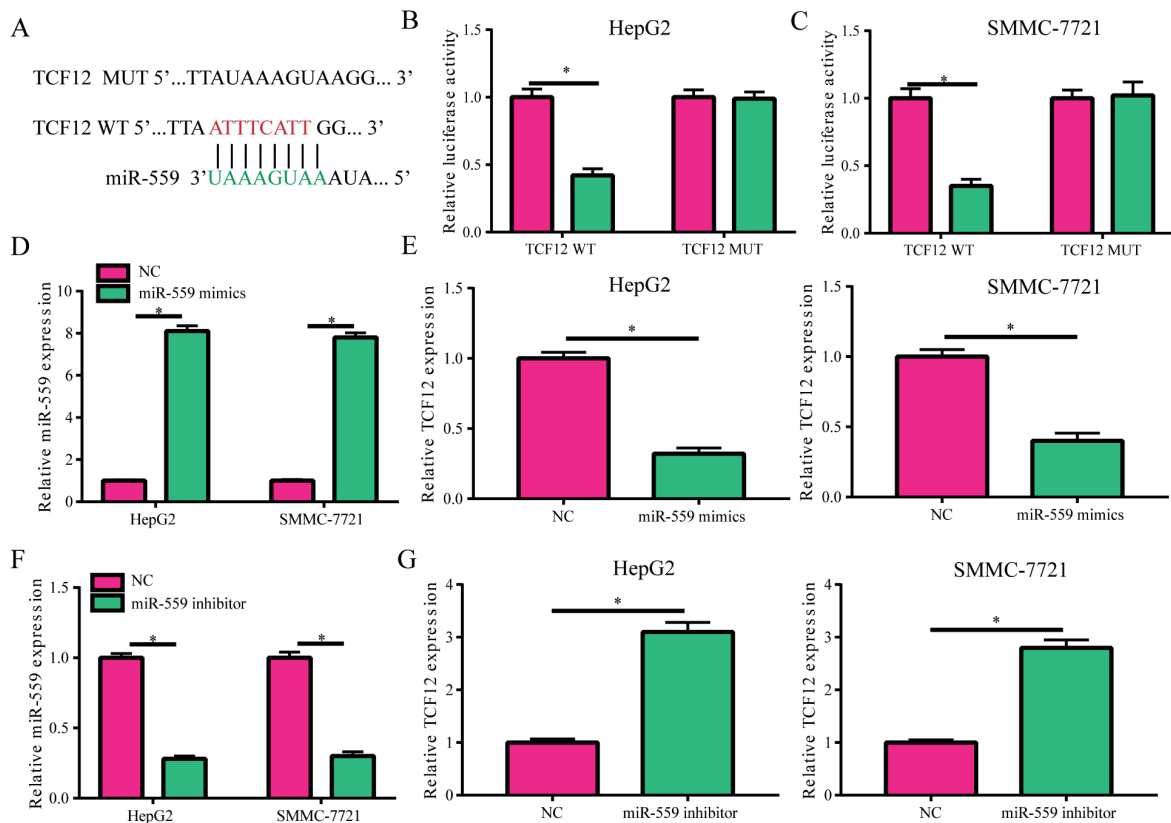 A
TCF12 MUT 5’...TTAUAAAGUAAGG... 3’
TCF12 WT 5’...TTA ATTTCATT GG... 3’
miR-559 3’UAAAGUAAAUA... 5’
B
HepG2
Relative luciferase activity
1.5
1.0
0.5
0.0
*
TCF12 WT
TCF12 MUT
C
SMMC-7721
Relative luciferase activity
1.5
1.0
0.5
0.0
*
TCF12 WT
TCF12 MUT
D
NC
miR-559 mimics
Relative miR-559 expression
10
8
6
4
2
0
*
*
HepG2
SMMC-7721
E
HepG2
Relative TCF12 expression
1.5
1.0
0.5
0.0
*
NC
miR-559 mimics
SMMC-7721
Relative TCF12 expression
1.5
1.0
0.5
0.0
*
NC
miR-559 mimics
F
NC
miR-559 inhibitor
Relative miR-559 expression
1.5
1.0
0.5
0.0
*
*
HepG2
SMMC-7721
G
HepG2
Relative TCF12 expression
4
3
2
1
0
*
NC
miR-559 inhibitor
SMMC-7721
Relative TCF12 expression
4
3
2
1
0
*
NC
miR-559 inhibitor